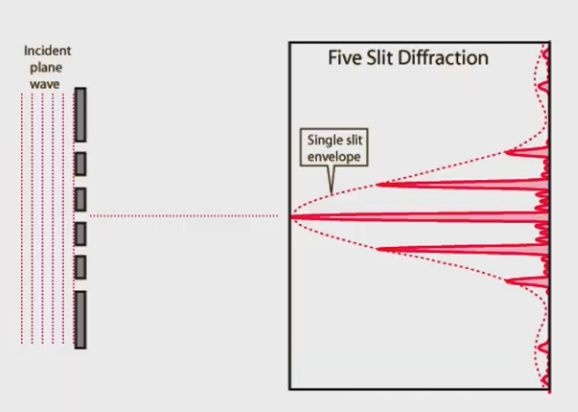 Incident
plane
wave
Five Slit Diffraction
Single slit
envelope